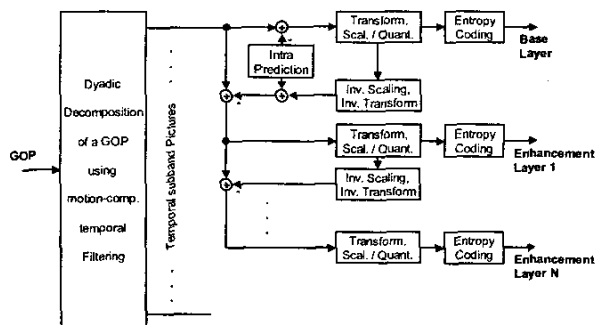 GOP
Dyadic
Decomposition
of a GOP
using
motion-comp.
temporal
Filtering
Temporal subband Pictures
Intra
Prediction
Transform,
Scal. / Quant.
Entropy
Coding
Base
Layer
Inv. Scaling,
Inv. Transform
Transform,
Scal. / Quant.
Entropy
Coding
Enhancement
Layer 1
Inv. Scaling,
Inv. Transform
Transform,
Scal. / Quant.
Entropy
Coding
Enhancement
Layer N